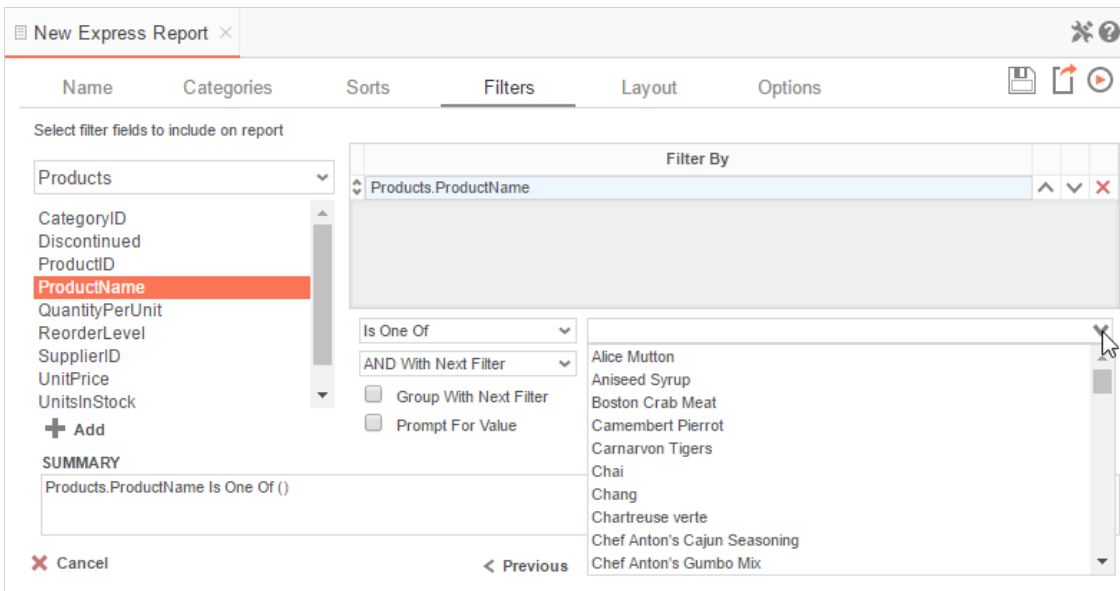 New Express Report
Name Categories Sorts Filters Layout Options
Select filter fields to include on report
Products
CategoryID
Discontinued
ProductID
ProductName
QuantityPerUnit
ReorderLevel
SupplierID
UnitPrice
UnitsInStock
Add
Filter By
Products.ProductName
Is One Of
AND With Next Filter
Group With Next Filter
Prompt For Value
Alice Mutton
Aniseed Syrup
Boston Crab Meat
Camembert Pierrot
Carnarvon Tigers
Chai
Chang
Chartreuse verte
Chef Anton's Cajun Seasoning
Chef Anton's Gumbo Mix
SUMMARY
Products.ProductName Is One Of ()
Cancel
< Previous